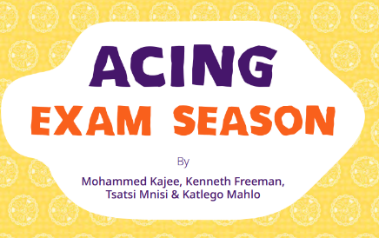 ACING
EXAM SEASON
By
Mohammed Kajee, Kenneth Freeman,
Tsatsi Mnisi & Katlego Mahlo